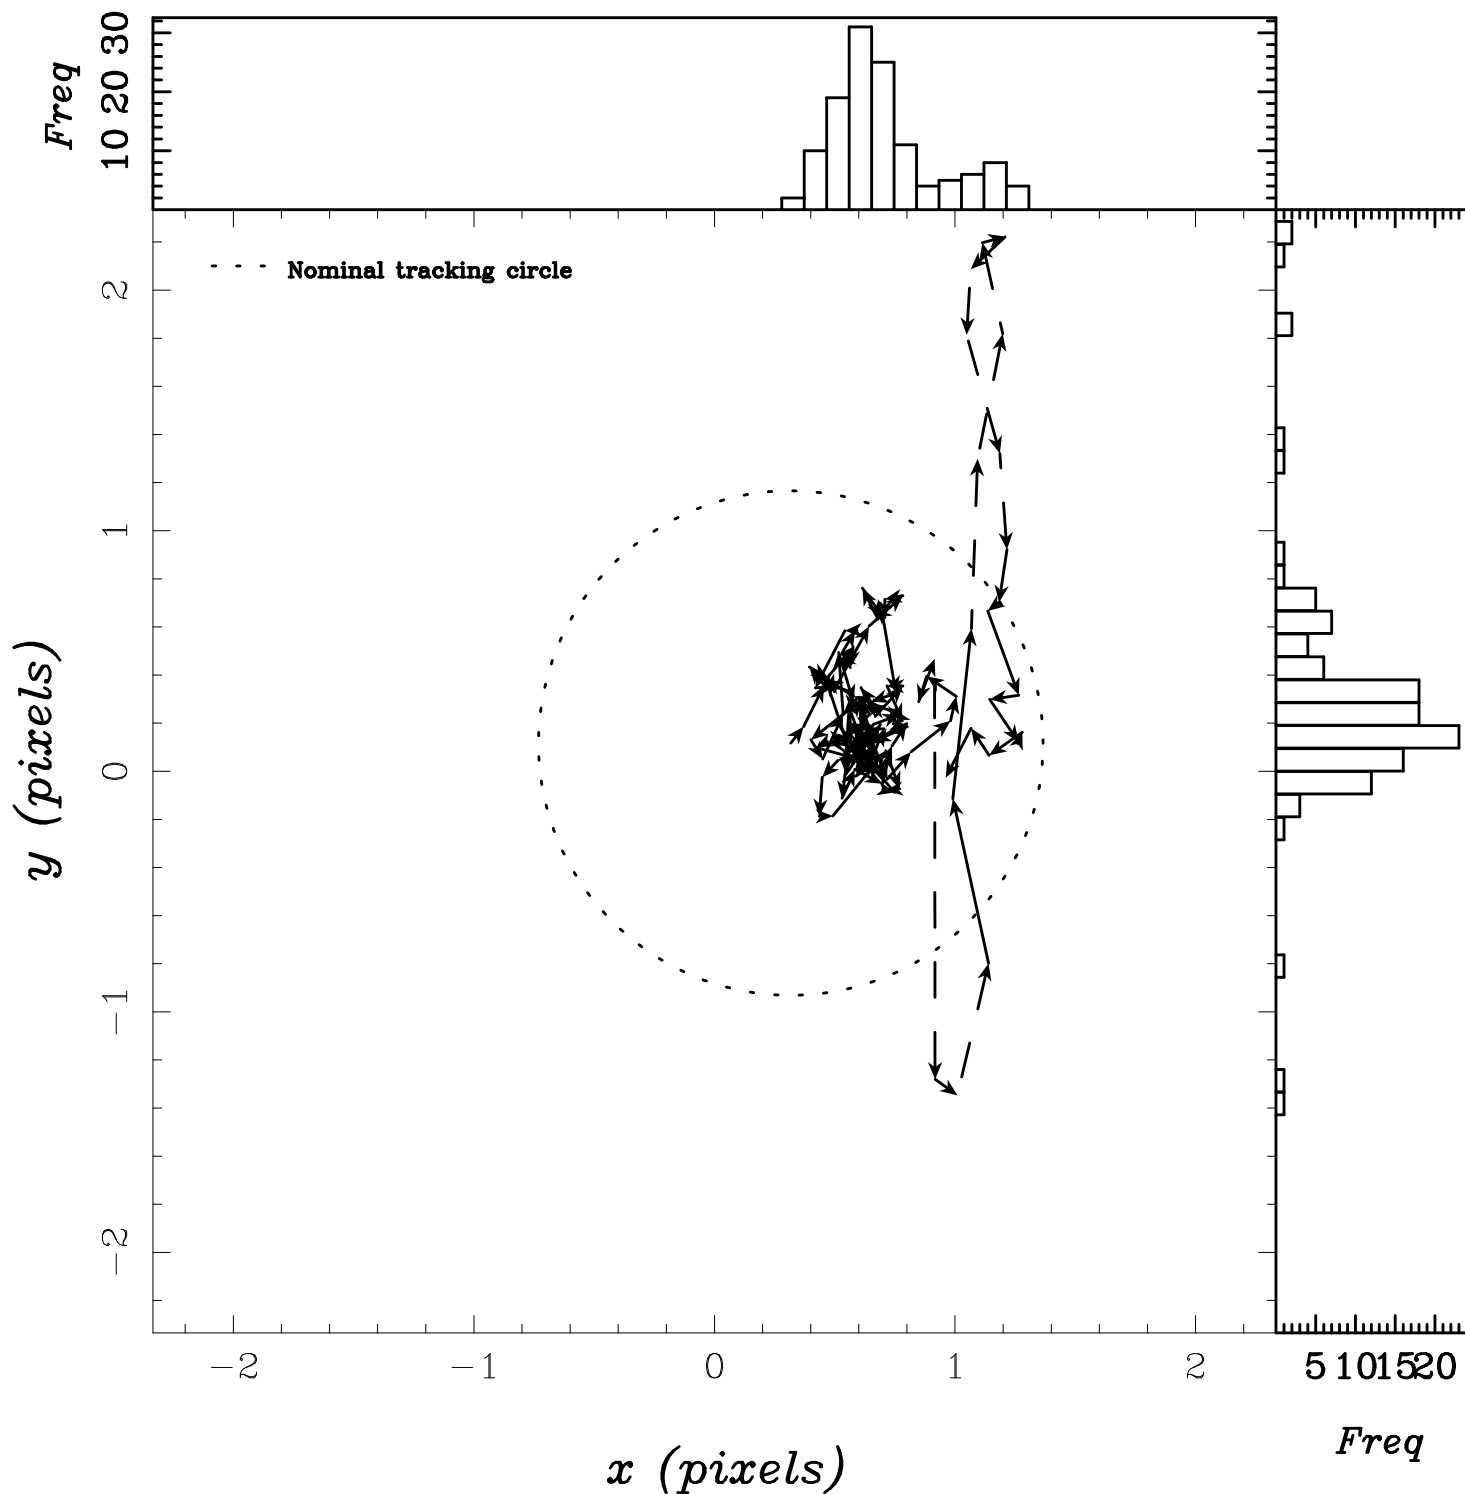 Freq
10 20 30
Nominal tracking circle
y (pixels)
2
1
0
−1
−2
−2 −1 0 1 2
5 10 15 20
x (pixels)
Freq